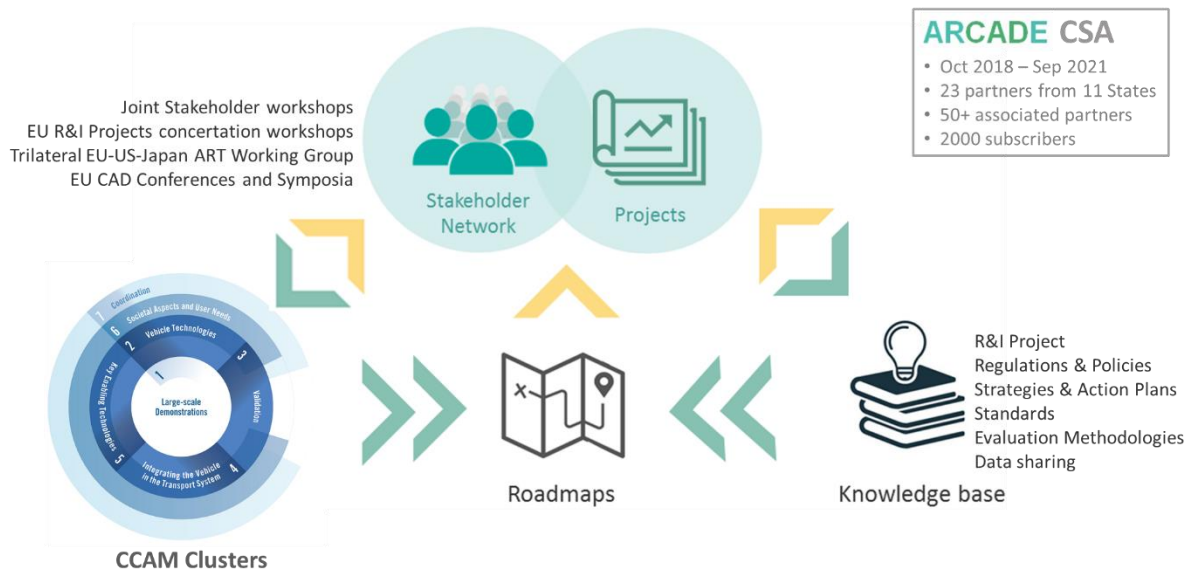 ARCADE CSA
• Oct 2018 – Sep 2021
• 23 partners from 11 States
• 50+ associated partners
• 2000 subscribers
Joint Stakeholder workshops
EU R&I Projects concertation workshops
Trilateral EU-US-Japan ART Working Group
EU CAD Conferences and Symposia
Stakeholder
Network
Projects
7 Coordination
6 Societal Aspects and User Needs
2 Vehicle Technologies
3 Validation
1
Large-scale
Demonstrations
Key Enabling Technologies 5
Integrating the Vehicle
in the Transport System 4
CCAM Clusters
Roadmaps
R&I Project
Regulations & Policies
Strategies & Action Plans
Standards
Evaluation Methodologies
Data sharing
Knowledge base